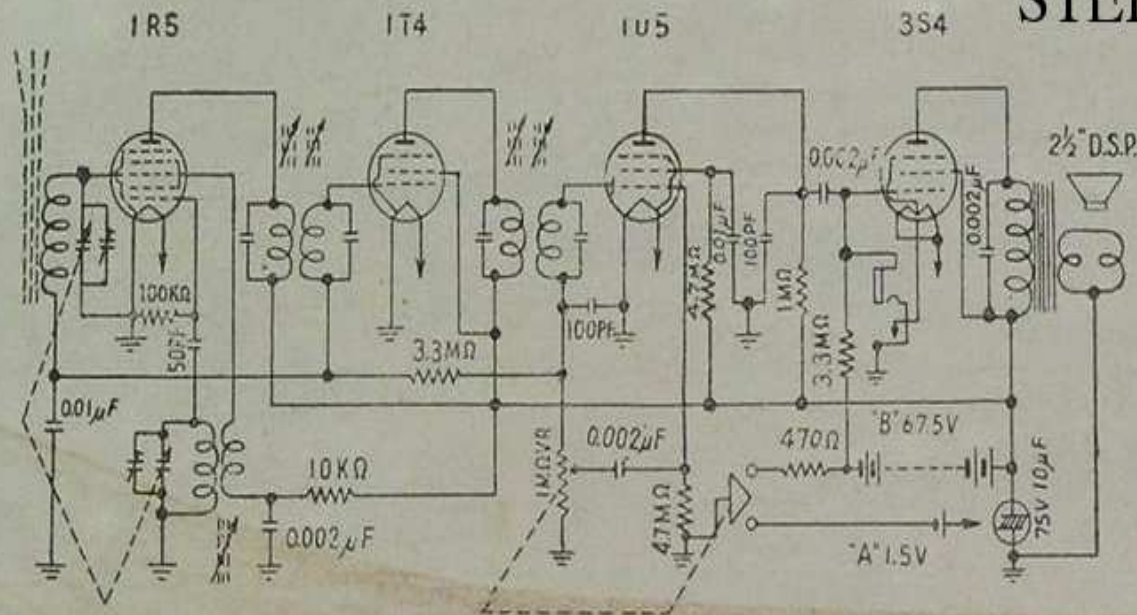 STEL
1R5 1T4 1U5 3S4
2½" D.S.P.
0.002µF
0.002µF
0.01µF
100PF
4.7MΩ
1MΩ
3.3MΩ
100KΩ
50PF
100PF
3.3MΩ
0.01µF
"B" 67.5V
470Ω
0.002µF
1MΩVR
10KΩ
4.7MΩ
75V 10µF
0.002µF
"A" 1.5V